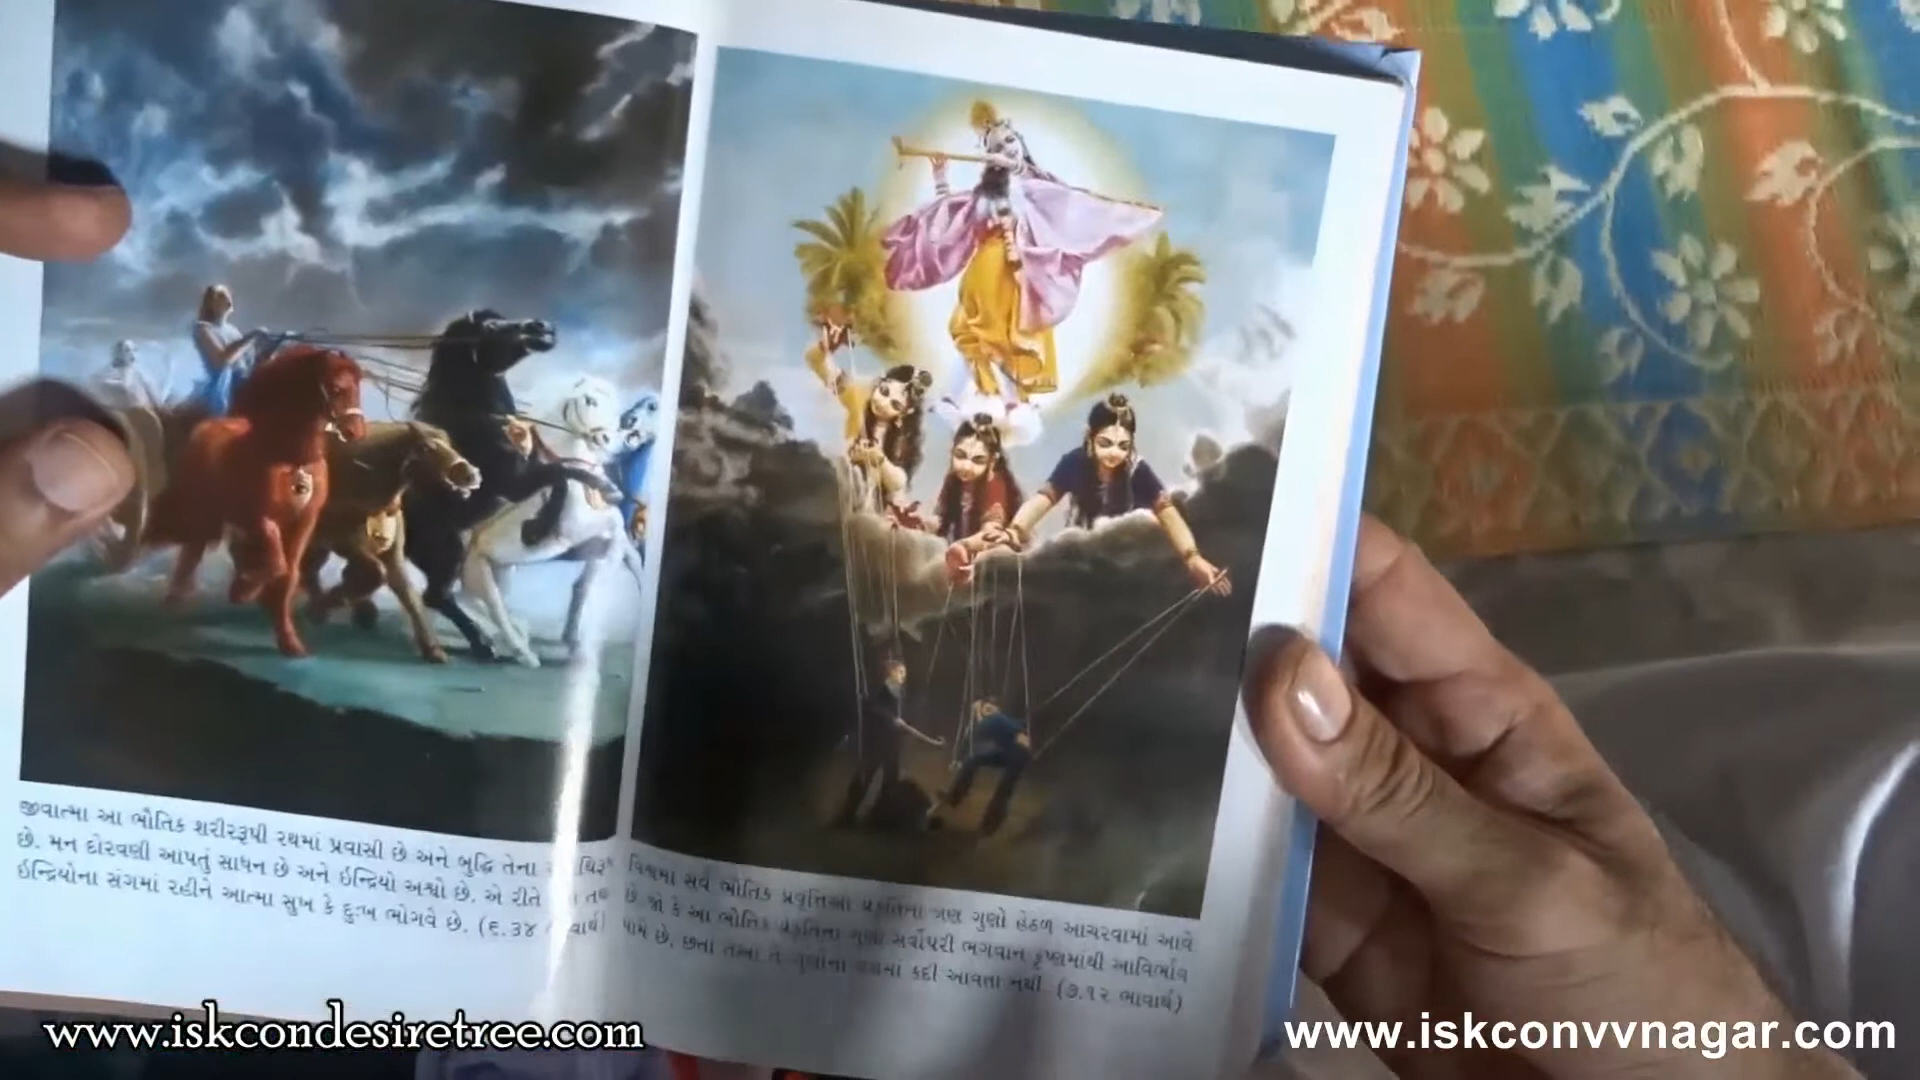 જીવાત્મા આ ભૌતિક શરીરરૂપી રથમાં પ્રવાસી છે અને બુદ્ધિ તેના
છે. મન દોરવણી આપતું સાધન છે અને ઇન્દ્રિયો અશ્વો છે. એ રીતે
ઇન્દ્રિયોના સંગમાં રહીને આત્મા સુખ કે દુઃખ ભોગવે છે. (૬.૩૪
વિશ્વમાં સર્વ ભૌતિક પ્રવૃત્તિઓ પ્રકૃતિના ત્રણ ગુણો હેઠળ આચરવામાં આવે
છે જો કે આ ભૌતિક પ્રકૃતિના ગુણો સર્વોપરી ભગવાન કૃષ્ણમાંથી આવિર્ભાવ
પામે છે, છતાં તેઓ તે ગુણોના કદી આવતા નથી. (૭.૧૨ ભાવાર્થ)
www.iskcondesiretree.com
www.iskconvvnagar.com